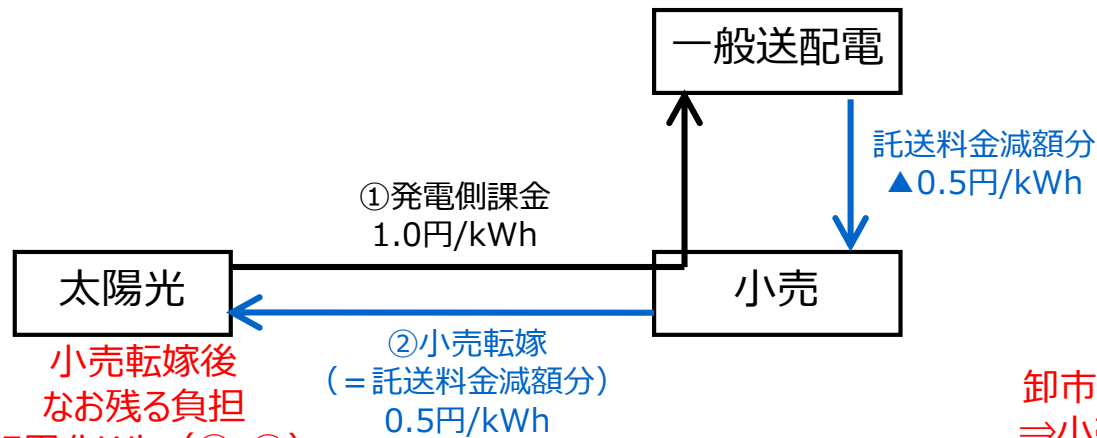 一般送配電
託送料金減額分
▲0.5円/kWh
①発電側課金
1.0円/kWh
太陽光
小売
②小売転嫁
(=託送料金減額分)
0.5円/kWh
小売転嫁後
なお残る負担
卸市